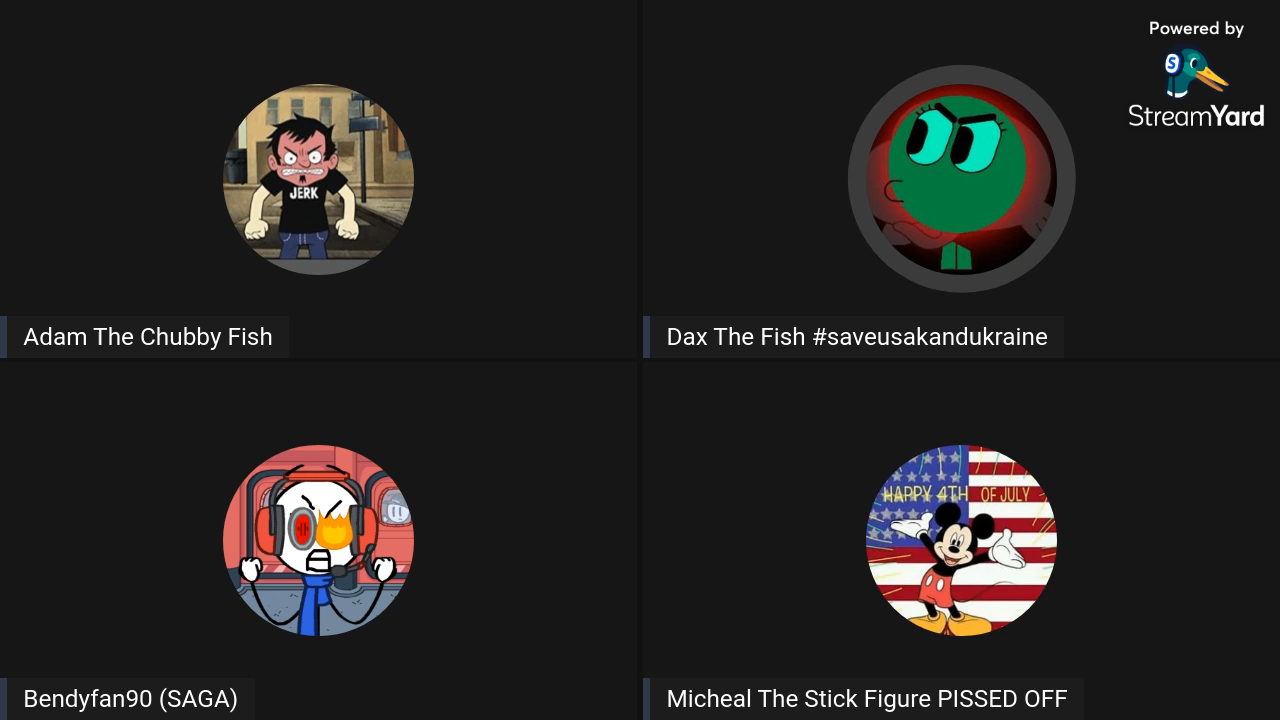 Powered by
S
StreamYard
JERK
Adam The Chubby Fish
Dax The Fish #saveusakandukraine
HAPPY 4TH OF JULY
Bendyfan90 (SAGA)
Micheal The Stick Figure PISSED OFF